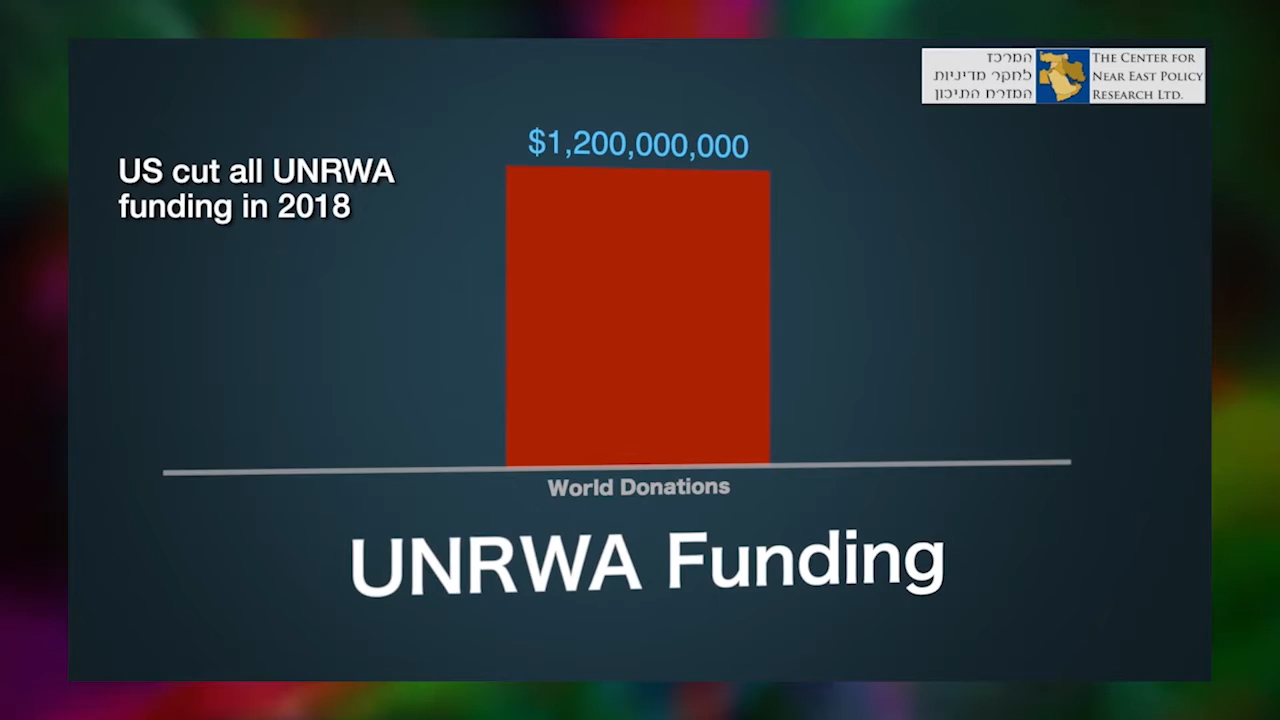 המרכז
לחקר מדיניות
המזרח התיכון
THE CENTER FOR
NEAR EAST POLICY
RESEARCH LTD.
$1,200,000,000
US cut all UNRWA
funding in 2018
World Donations
UNRWA Funding